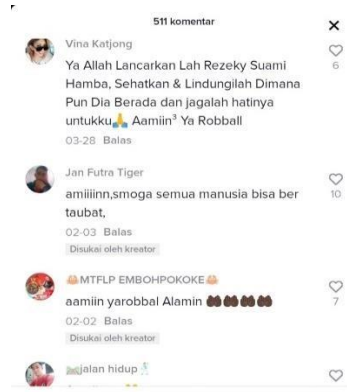 511 komentar
Vina Katjong
Ya Allah Lancarkan Lah Rezeky Suami
Hamba, Sehatkan & Lindungilah Dimana
Pun Dia Berada dan jagalah hatinya
untukku🙏 Aamiin³ Ya Robball
6
03-28 Balas
Jan Futra Tiger
amiiiinn,smoga semua manusia bisa ber
taubat,
10
02-03 Balas
Disukai oleh kreator
MTFLP EMBOHPOKOKE
aamiin yarobbal Alamin 🤲🏿🤲🏿🤲🏿🤲🏿
7
02-02 Balas
Disukai oleh kreator
jalan hidup